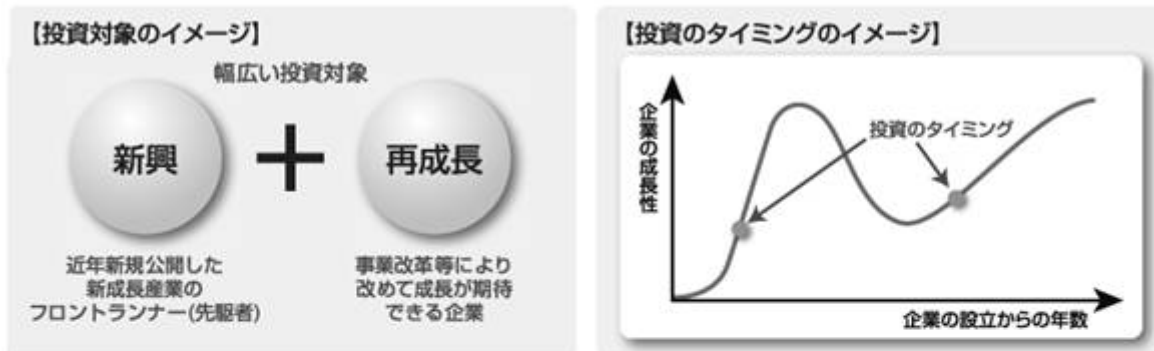 【投資対象のイメージ】
幅広い投資対象
新興
+
再成長
近年新規公開した
新成長産業の
フロントランナー(先駆者)
事業改革等により
改めて成長が期待
できる企業
【投資のタイミングのイメージ】
企業の成長性
投資のタイミング
企業の設立からの年数